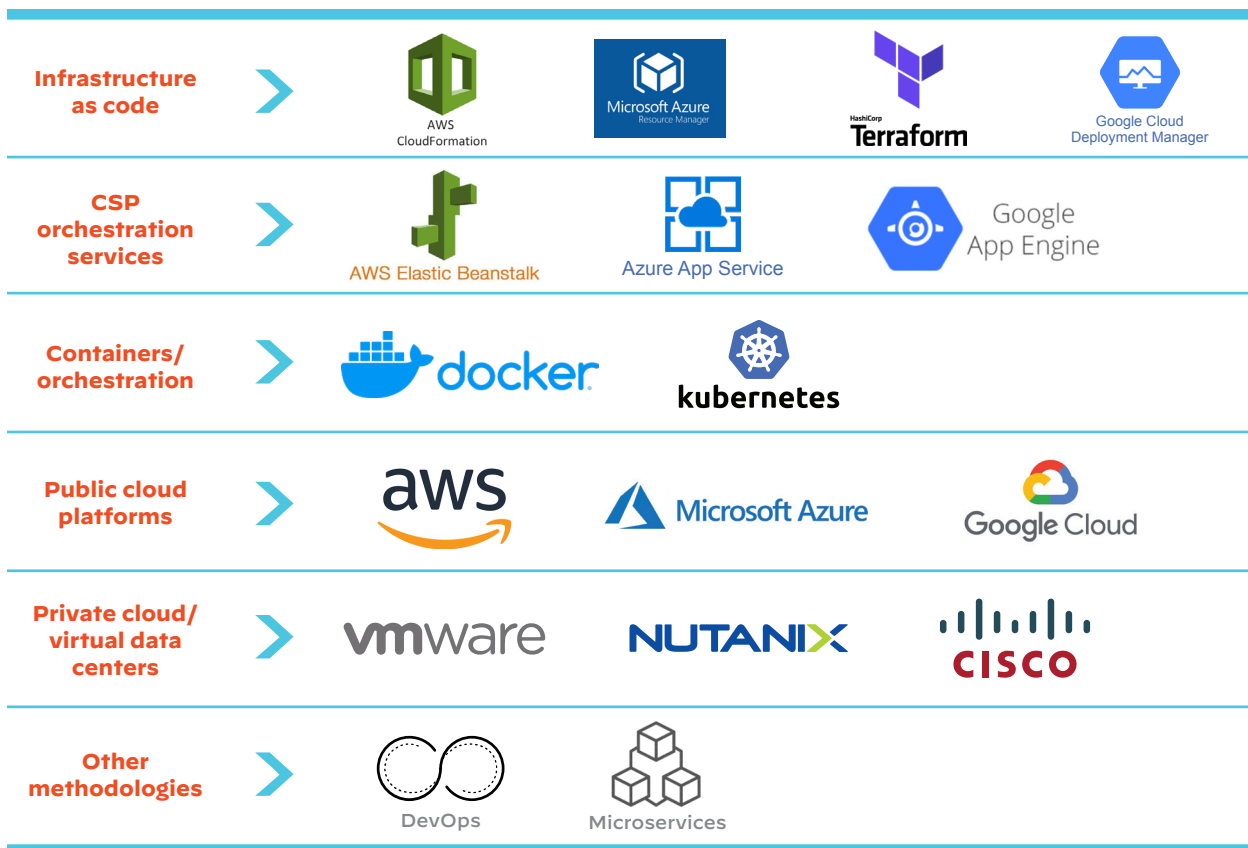 Infrastructure
as code
AWS
CloudFormation
Microsoft Azure
Resource Manager
HashiCorp
Terraform
Google Cloud
Deployment Manager
CSP
orchestration
services
AWS Elastic Beanstalk
Azure App Service
Google
App Engine
Containers/
orchestration
docker
kubernetes
Public cloud
platforms
aws
Microsoft Azure
Google Cloud
Private cloud/
virtual data
centers
vmware
NUTANIX
CISCO
Other
methodologies
DevOps
Microservices